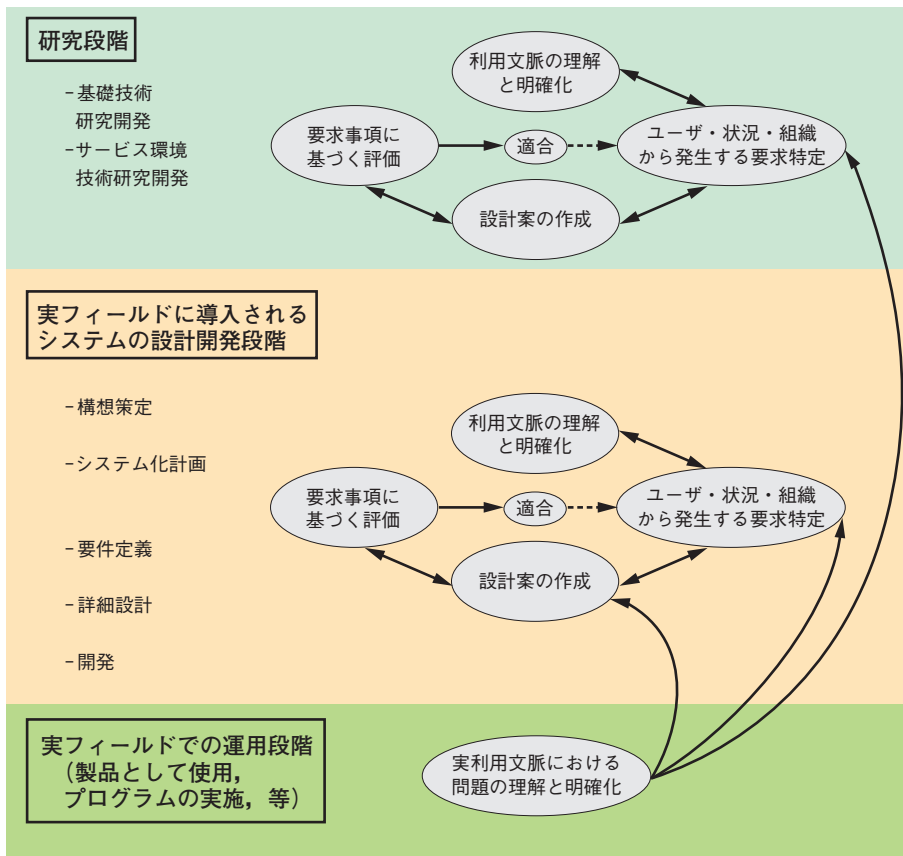 研究段階
-基礎技術
研究開発
-サービス環境
技術研究開発
利用文脈の理解
と明確化
要求事項に
基づく評価
適合
ユーザ・状況・組織
から発生する要求特定
設計案の作成
実フィールドに導入される
システムの設計開発段階
-構想策定
-システム化計画
-要件定義
-詳細設計
-開発
利用文脈の理解
と明確化
要求事項に
基づく評価
適合
ユーザ・状況・組織
から発生する要求特定
設計案の作成
実フィールドでの運用段階
（製品として使用，
プログラムの実施，等）
実利用文脈における
問題の理解と明確化